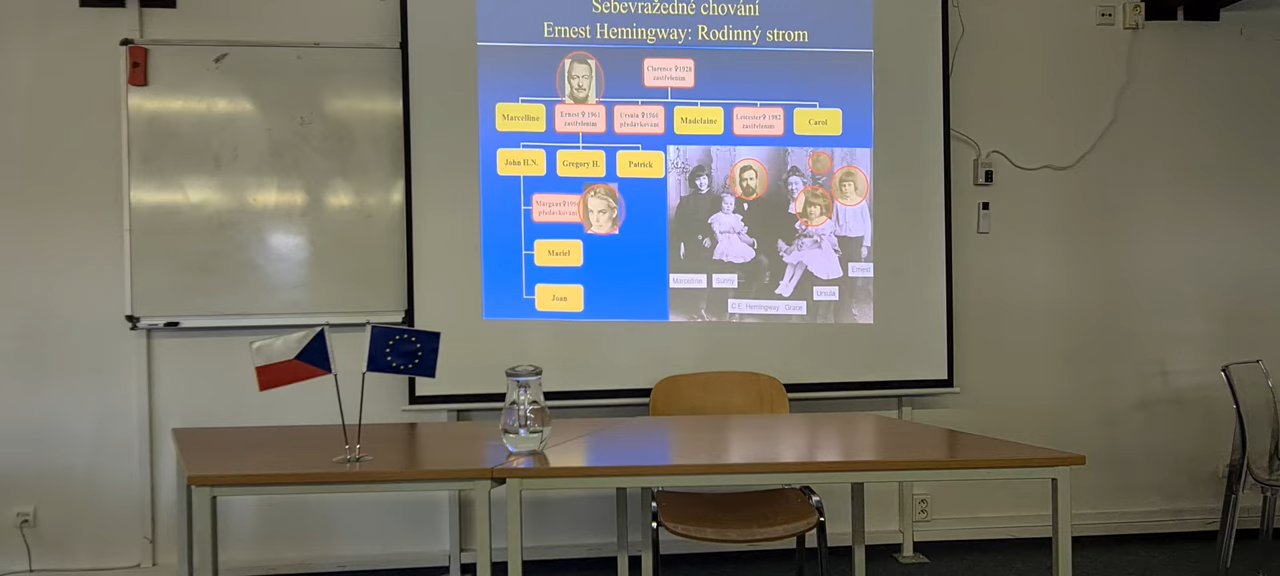 Sebevražedné chování
Ernest Hemingway: Rodinný strom
Clarence 1928
zastřelením
Marcelline
Ernest 1961
zastřelením
Ursula 1966
předávkování
Madelaine
Leicester 1982
zastřelením
Carol
John H.N.
Gregory H.
Patrick
Margaux
předávkování
Mariel
Joan
Marcelline
Sunny
C.E. Hemingway Grace
Ursula
Ernest